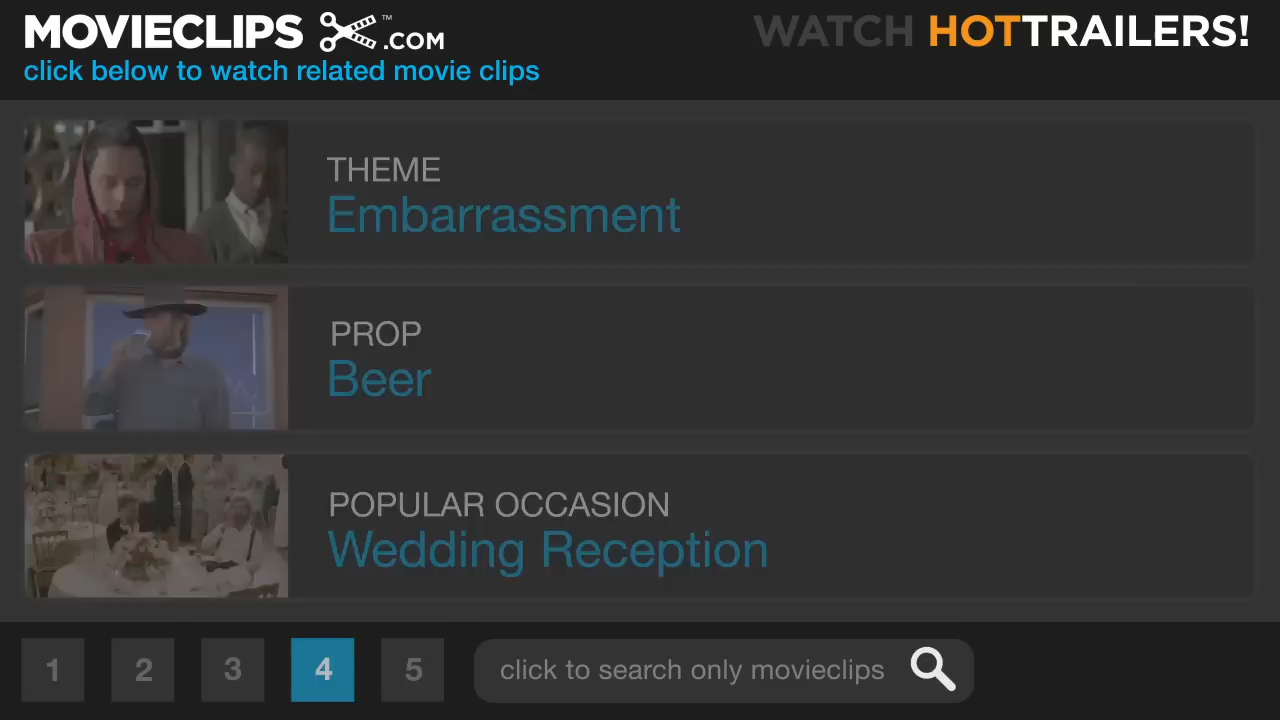 MOVIECLIPS ™.COM
WATCH HOTTRAILERS!
click below to watch related movie clips
THEME
Embarrassment
PROP
Beer
POPULAR OCCASION
Wedding Reception
1 2 3 4 5 click to search only movieclips